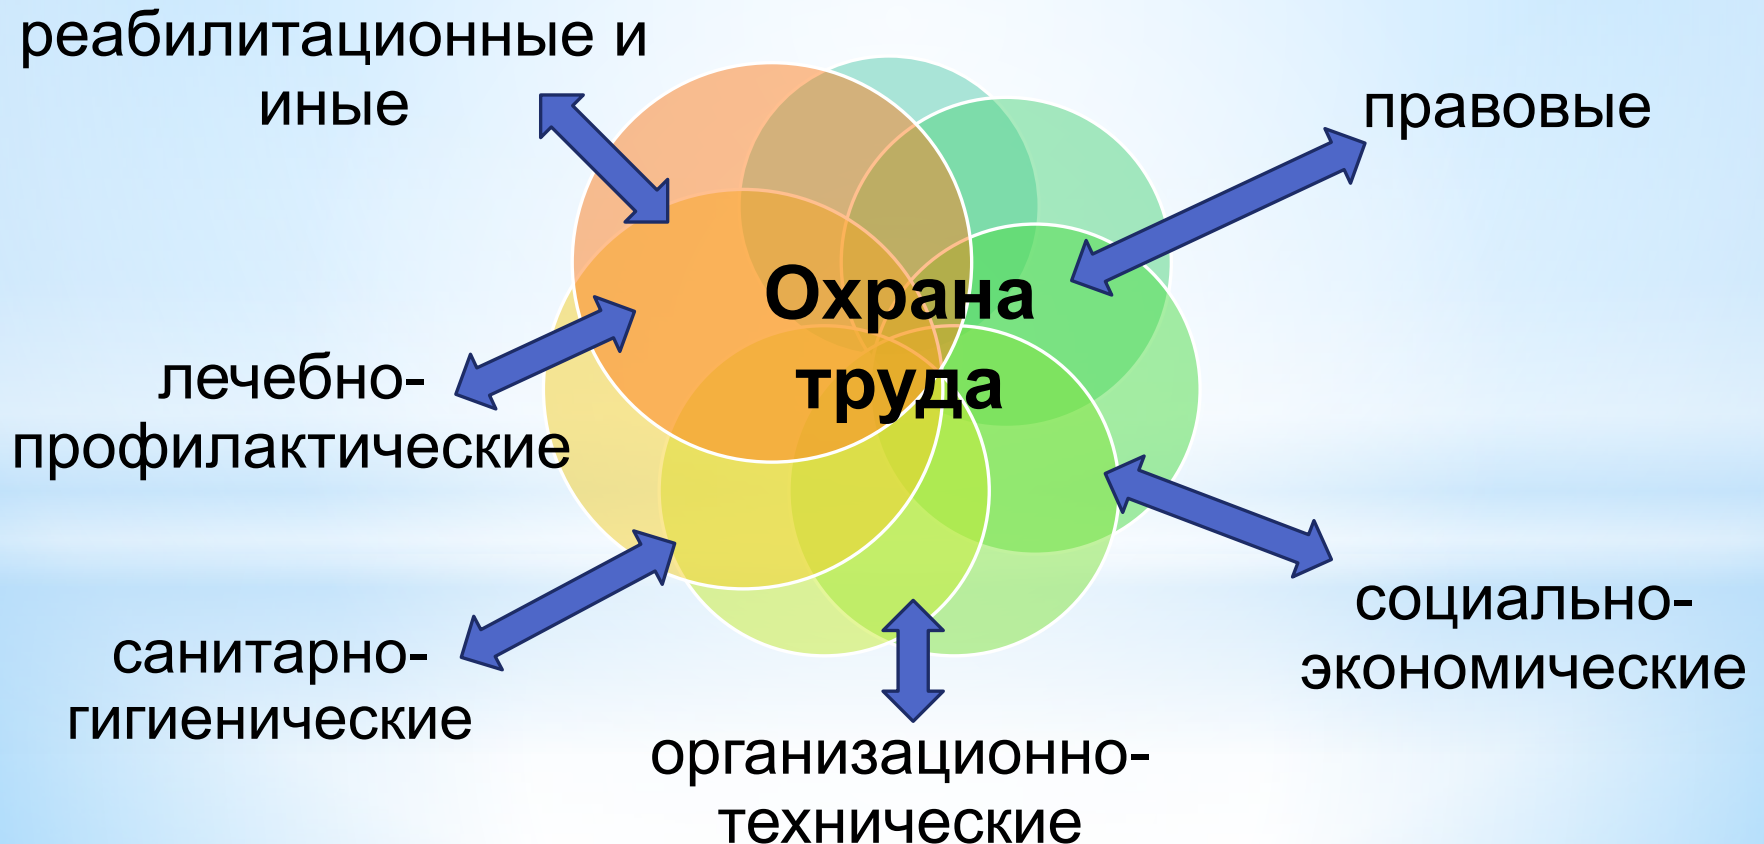 реабилитационные и
иные
правовые
Охрана
труда
лечебно-
профилактические
социально-
экономические
санитарно-
гигиенические
организационно-
технические